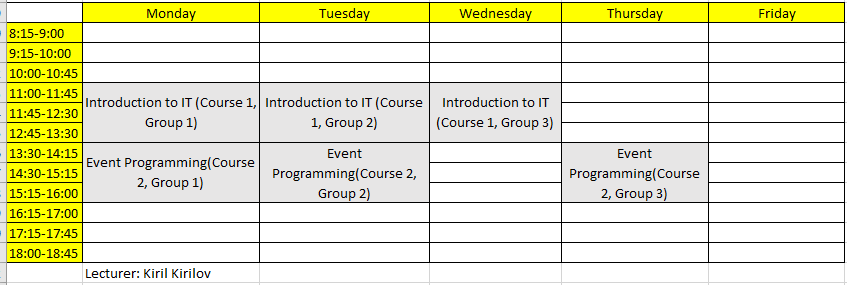 Monday Tuesday Wednesday Thursday Friday
8:15-9:00
9:15-10:00
10:00-10:45
11:00-11:45
11:45-12:30
12:45-13:30
Introduction to IT (Course 1,
Group 1)
Introduction to IT (Course
1, Group 2)
Introduction to IT
(Course 1, Group 3)
13:30-14:15
14:30-15:15
15:15-16:00
Event Programming(Course
2, Group 1)
Event
Programming(Course 2,
Group 2)
Event
Programming(Course
2, Group 3)
16:15-17:00
17:15-17:45
18:00-18:45
Lecturer: Kiril Kirilov